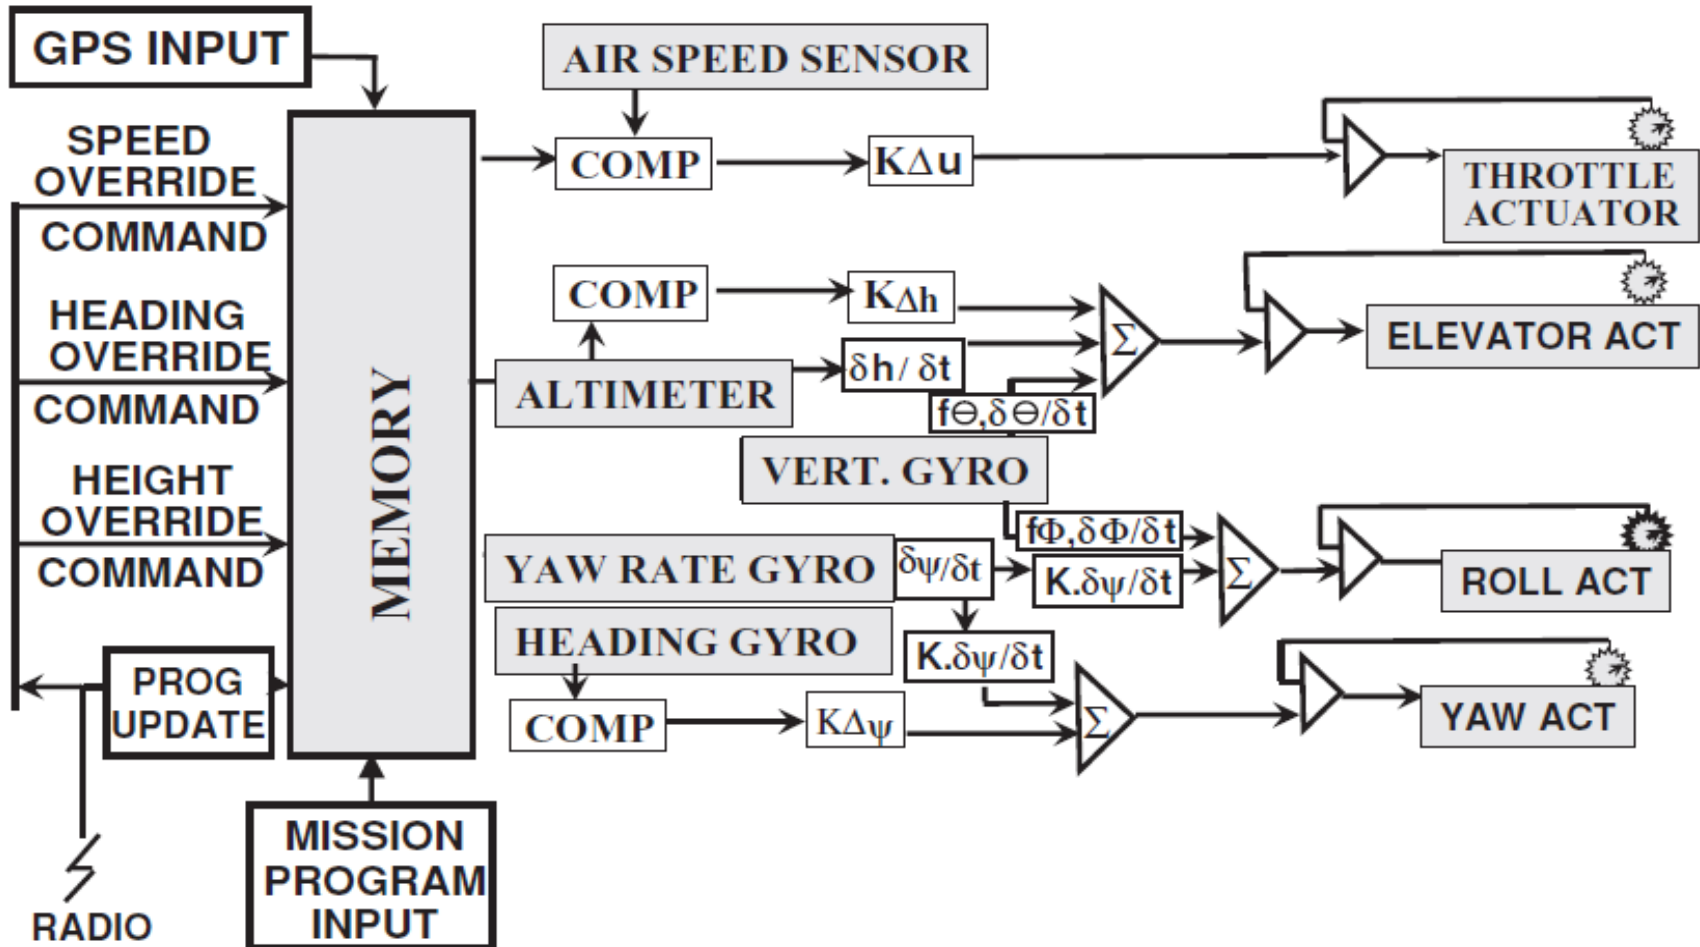 GPS INPUT
AIR SPEED SENSOR
SPEED
OVERRIDE
COMMAND
COMP
KΔu
THROTTLE
ACTUATOR
HEADING
OVERRIDE
COMMAND
COMP
KΔh
Σ
ELEVATOR ACT
ALTIMETER
δh/ δt
fΘ,δΘ/δt
VERT. GYRO
MEMORY
HEIGHT
OVERRIDE
COMMAND
fΦ,δΦ/δt
YAW RATE GYRO
δψ/δt
K.δψ/δt
Σ
ROLL ACT
HEADING GYRO
K.δψ/δt
PROG
UPDATE
COMP
KΔψ
Σ
YAW ACT
MISSION
PROGRAM
INPUT
RADIO